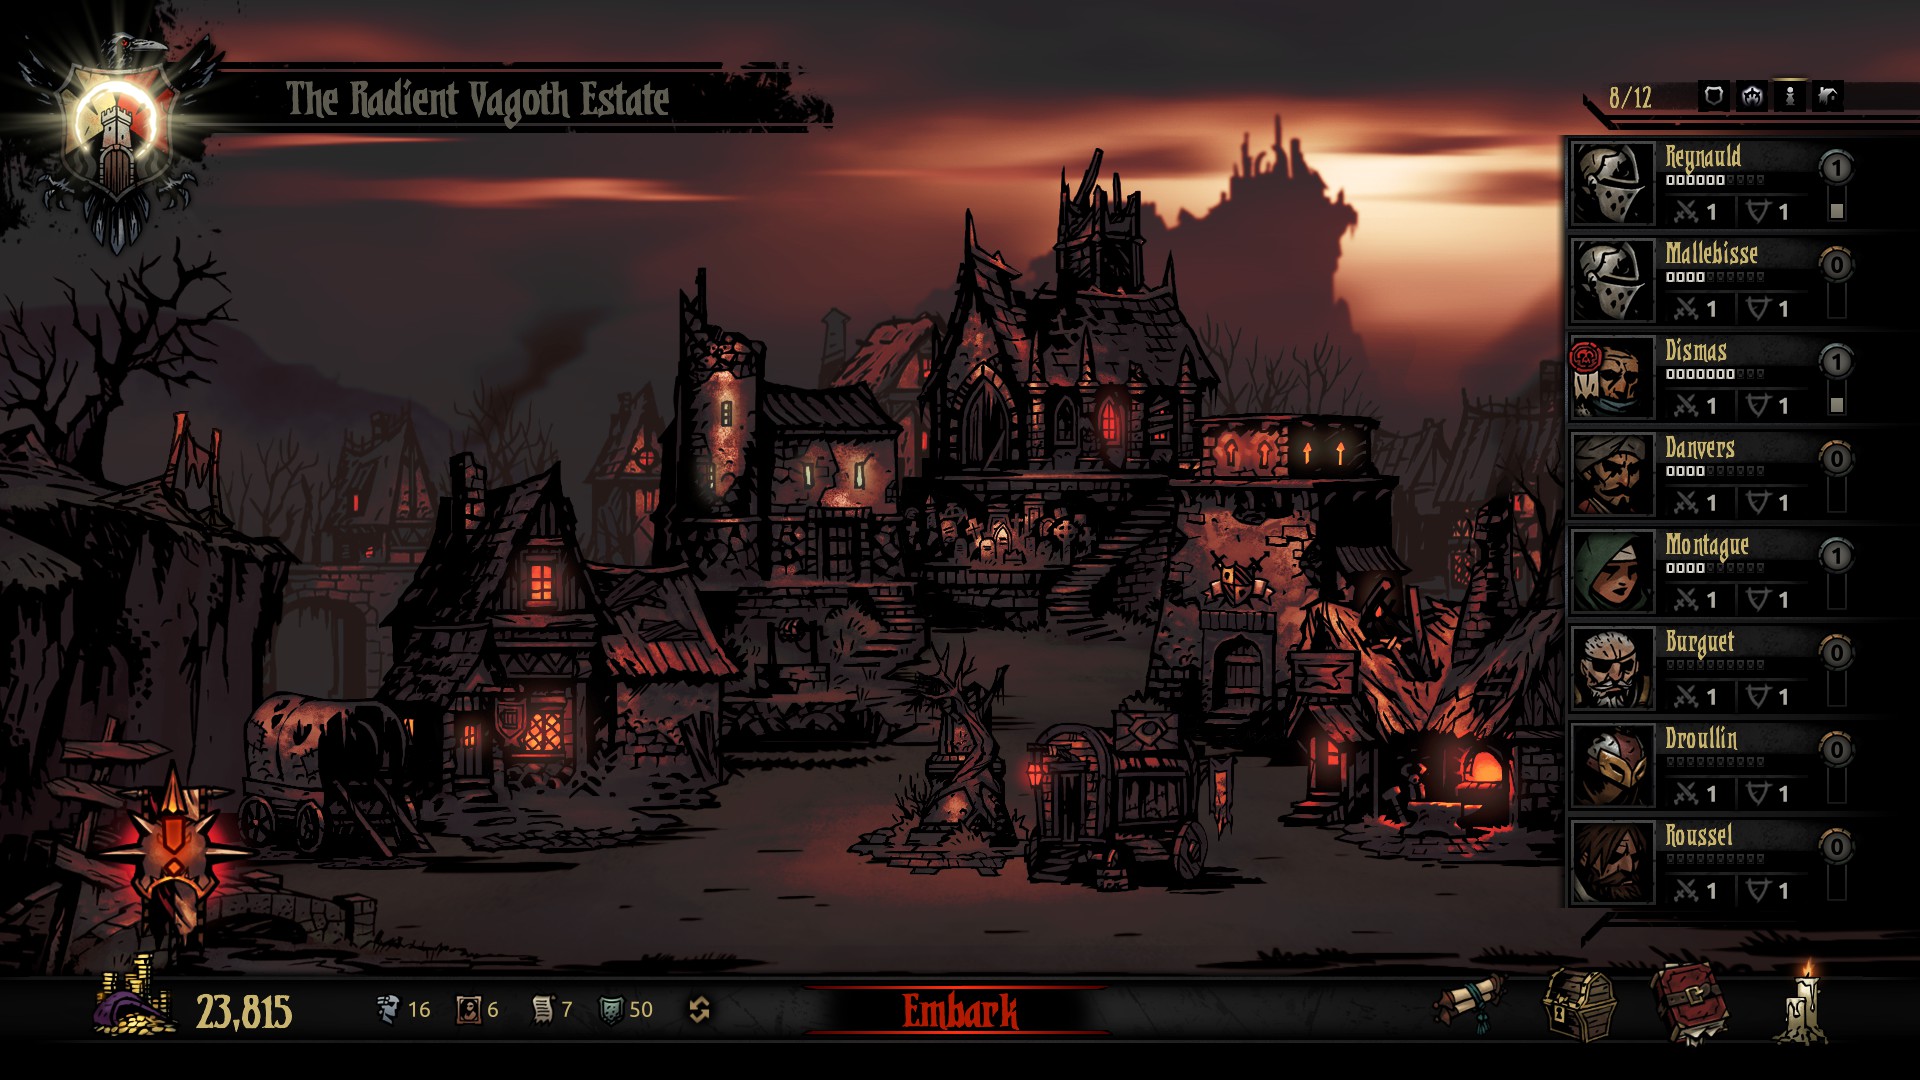 The Radient Vagoth Estate
8/12
Reynauld
1
1 1
Mallebisse
0
1 1
Dismas
1
1 1
Danvers
0
1 1
Montague
1
1 1
Burguet
0
1 1
Droullin
0
1 1
Roussel
0
1 1
23,815
16 6 7 50
Embark